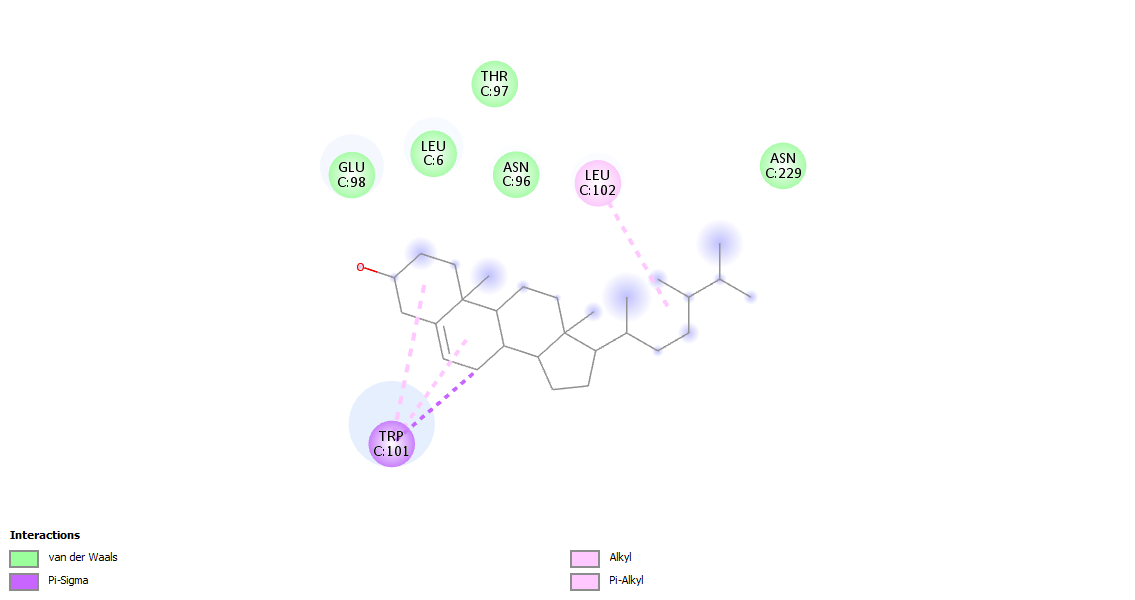 THR
C:97
LEU
C:6
GLU
C:98
ASN
C:96
LEU
C:102
ASN
C:229
O
TRP
C:101
Interactions
van der Waals
Pi-Sigma
Alkyl
Pi-Alkyl